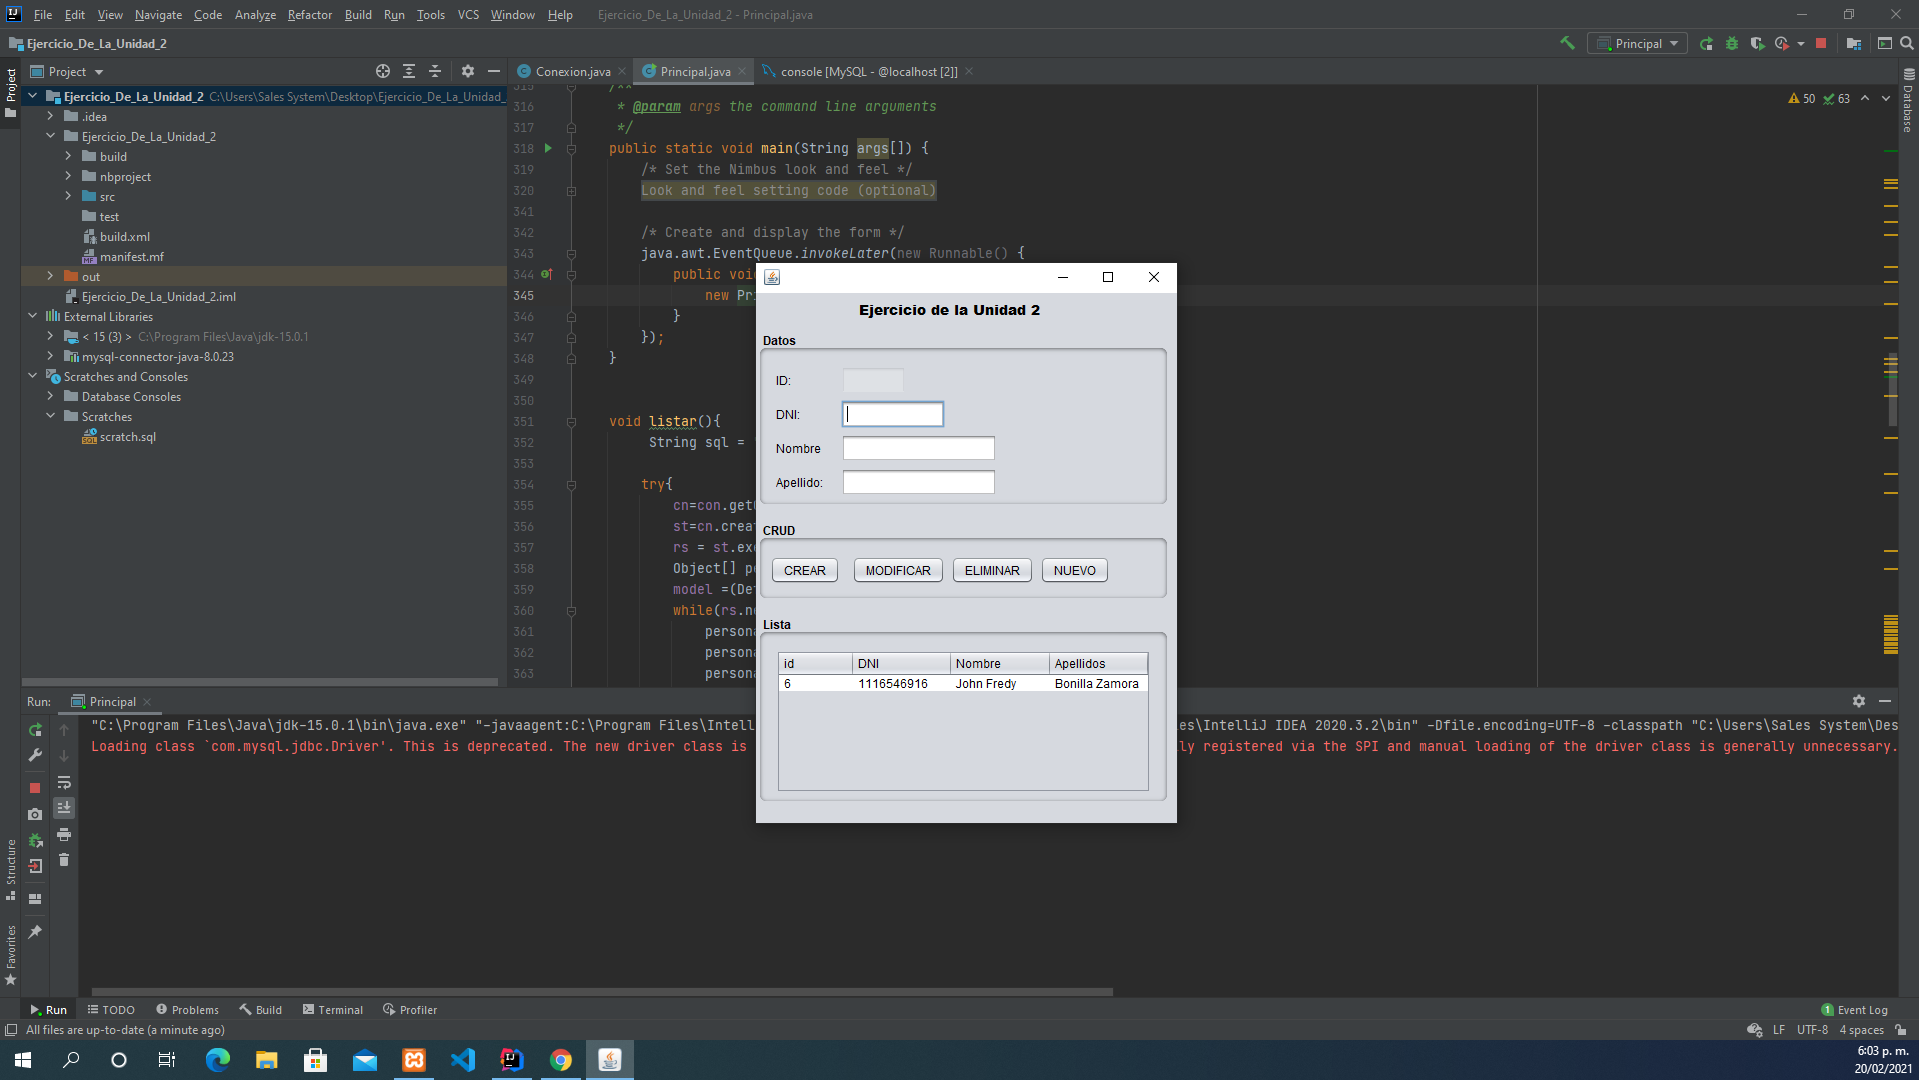 File Edit View Navigate Code Analyze Refactor Build Run Tools VCS Window Help Ejercicio_De_La_Unidad_2 - Principal.java
Ejercicio_De_La_Unidad_2
Principal
Project
Project
Conexion.java
Principal.java
console [MySQL - @localhost [2]]
Database
Ejercicio_De_La_Unidad_2 C:\Users\Sales System\Desktop\Ejercicio_De_La_Unidad_
.idea
Ejercicio_De_La_Unidad_2
build
nbproject
src
test
build.xml
manifest.mf
out
Ejercicio_De_La_Unidad_2.iml
External Libraries
< 15 (3) > C:\Program Files\Java\jdk-15.0.1
mysql-connector-java-8.0.23
Scratches and Consoles
Database Consoles
Scratches
scratch.sql
50 63
315 /**
316 * @param args the command line arguments
317 */
318 public static void main(String args[]) {
319 /* Set the Nimbus look and feel */
320 Look and feel setting code (optional)
341
342 /* Create and display the form */
343 java.awt.EventQueue.invokeLater(new Runnable() {
344 public voi
345 new Pri
346 }
347 });
348 }
349
350
351 void listar(){
352 String sql =
353
354 try{
355 cn=con.get
356 st=cn.crea
357 rs = st.exe
358 Object[] pe
359 model =(De
360 while(rs.ne
361 persona
362 persona
363 persona
Ejercicio de la Unidad 2
Datos
ID:
DNI:
Nombre
Apellido:
CRUD
CREAR MODIFICAR ELIMINAR NUEVO
Lista
id DNI Nombre Apellidos
6 1116546916 John Fredy Bonilla Zamora
Run: Principal
"C:\Program Files\Java\jdk-15.0.1\bin\java.exe" "-javaagent:C:\Program Files\Intell
es\IntelliJ IDEA 2020.3.2\bin" -Dfile.encoding=UTF-8 -classpath "C:\Users\Sales System\Des
Loading class `com.mysql.jdbc.Driver'. This is deprecated. The new driver class is
ly registered via the SPI and manual loading of the driver class is generally unnecessary.
Structure
Favorites
Run TODO Problems Build Terminal Profiler
1 Event Log
All files are up-to-date (a minute ago)
LF UTF-8 4 spaces
6:03 p. m.
20/02/2021